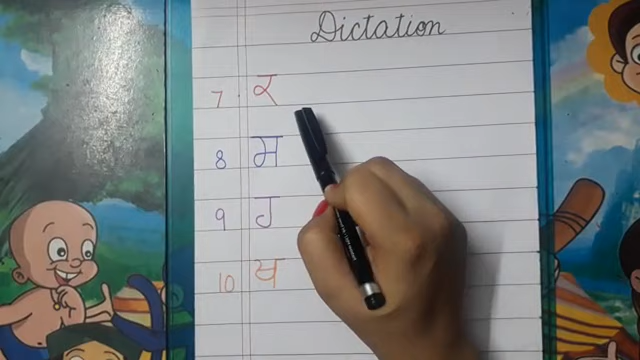 Dictation
7. र
8 म
9
10